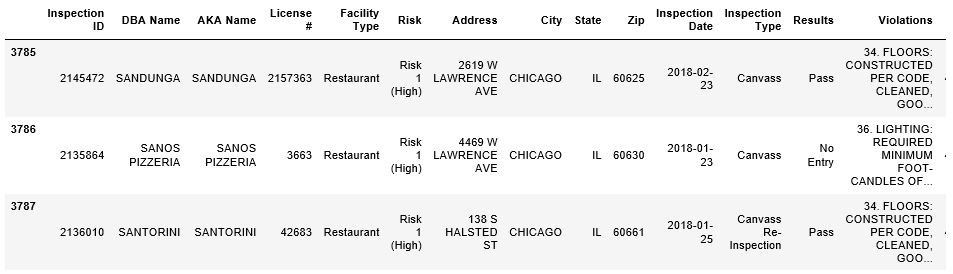 Inspection ID DBA Name AKA Name License # Facility Type Risk Address City State Zip Inspection Date Inspection Type Results Violations
3785
2145472 SANDUNGA SANDUNGA 2157363 Restaurant Risk 1 (High) 2619 W LAWRENCE AVE CHICAGO IL 60625 2018-02-23 Canvass Pass 34. FLOORS: CONSTRUCTED PER CODE, CLEANED, GOO...
3786
2135864 SANOS PIZZERIA SANOS PIZZERIA 3663 Restaurant Risk 1 (High) 4469 W LAWRENCE AVE CHICAGO IL 60630 2018-01-23 Canvass No Entry 36. LIGHTING: REQUIRED MINIMUM FOOT-CANDLES OF...
3787
2136010 SANTORINI SANTORINI 42683 Restaurant Risk 1 (High) 138 S HALSTED ST CHICAGO IL 60661 2018-01-25 Canvass Re-Inspection Pass 34. FLOORS: CONSTRUCTED PER CODE, CLEANED, GOO...